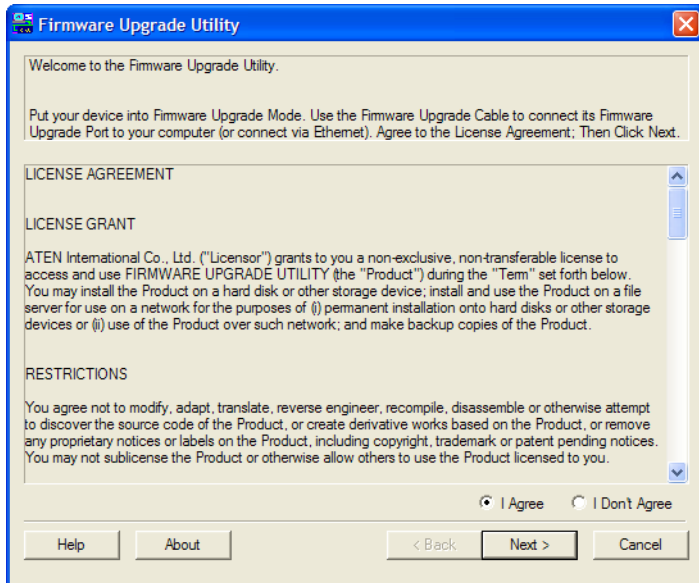 Firmware Upgrade Utility
Welcome to the Firmware Upgrade Utility.
Put your device into Firmware Upgrade Mode. Use the Firmware Upgrade Cable to connect its Firmware
Upgrade Port to your computer (or connect via Ethernet). Agree to the License Agreement; Then Click Next.
LICENSE AGREEMENT
LICENSE GRANT
ATEN International Co., Ltd. ("Licensor") grants to you a non-exclusive, non-transferable license to
access and use FIRMWARE UPGRADE UTILITY (the "Product") during the "Term" set forth below.
You may install the Product on a hard disk or other storage device; install and use the Product on a file
server for use on a network for the purposes of (i) permanent installation onto hard disks or other storage
devices or (ii) use of the Product over such network; and make backup copies of the Product.
RESTRICTIONS
You agree not to modify, adapt, translate, reverse engineer, recompile, disassemble or otherwise attempt
to discover the source code of the Product, or create derivative works based on the Product, or remove
any proprietary notices or labels on the Product, including copyright, trademark or patent pending notices.
You may not sublicense the Product or otherwise allow others to use the Product licensed to you.
I Agree I Don't Agree
Help About < Back Next > Cancel